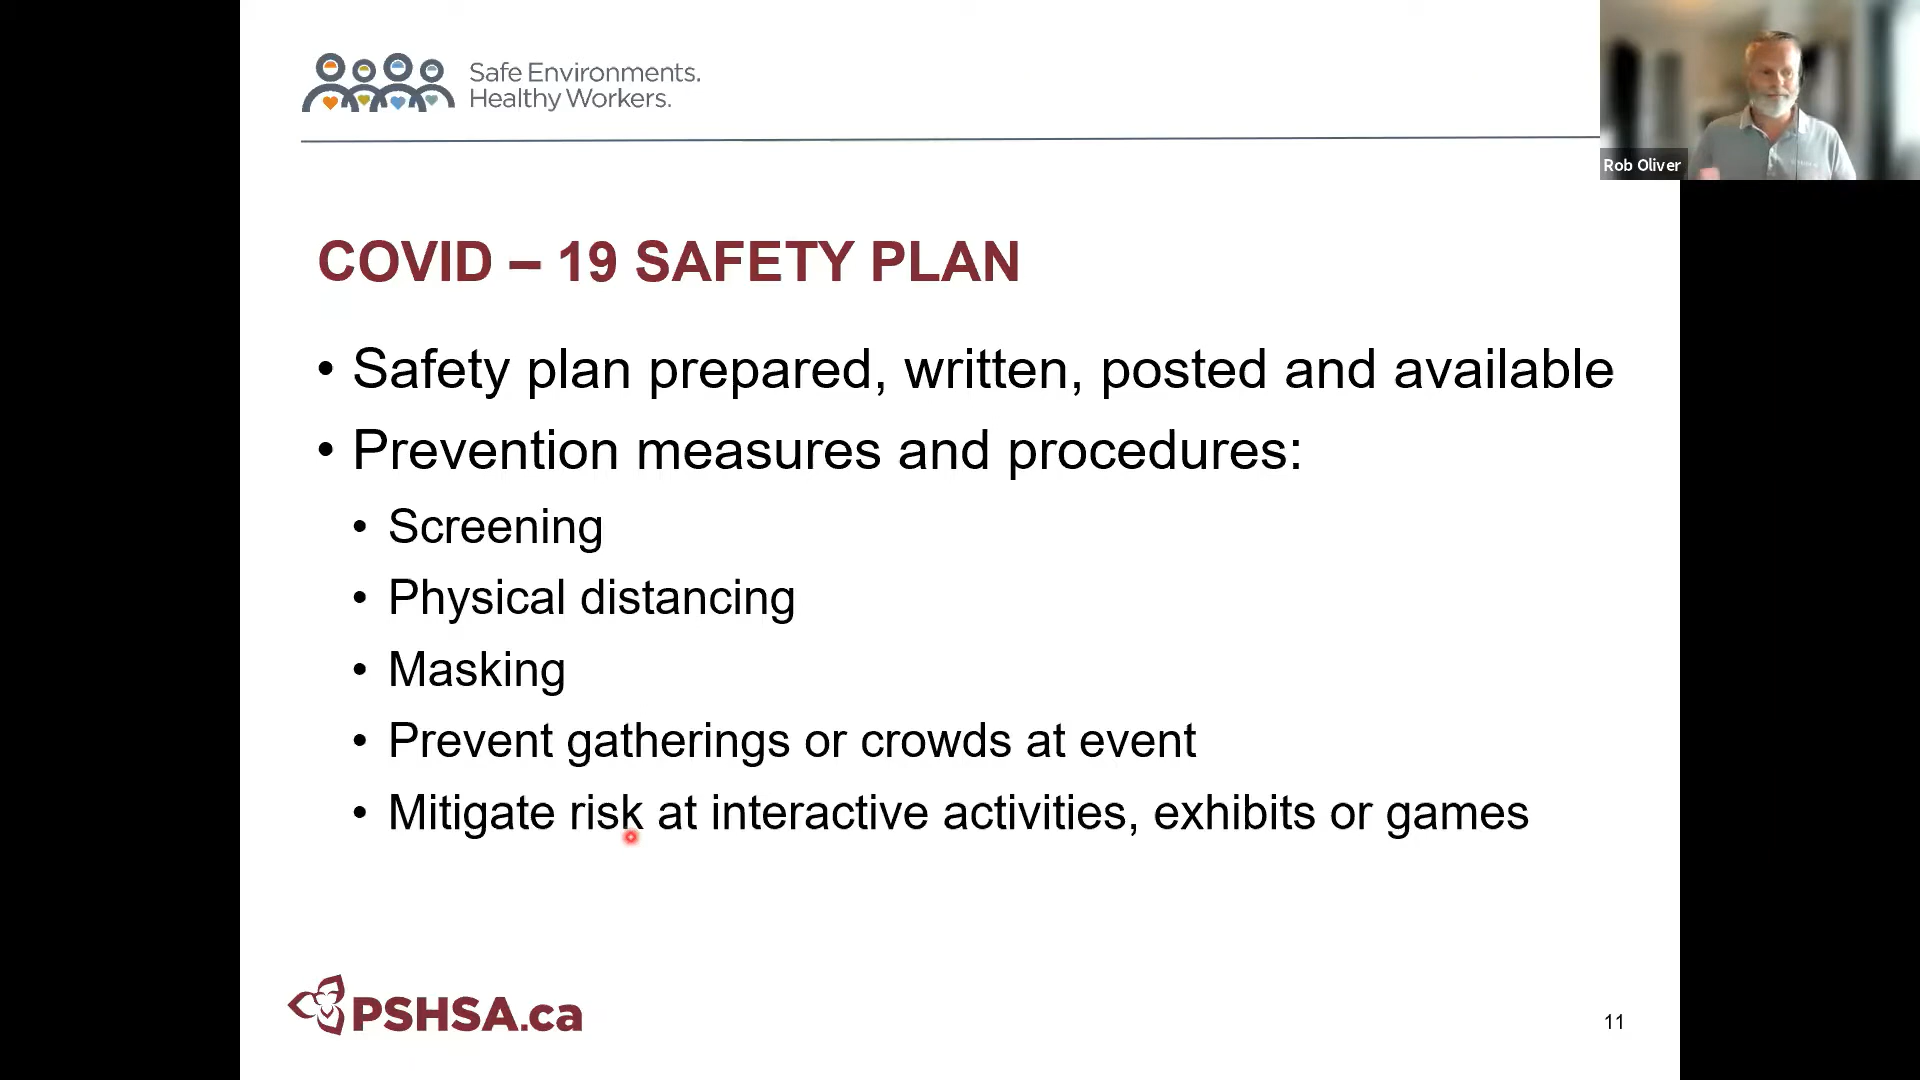 Safe Environments.
Healthy Workers.
Rob Oliver
COVID – 19 SAFETY PLAN
• Safety plan prepared, written, posted and available
• Prevention measures and procedures:
• Screening
• Physical distancing
• Masking
• Prevent gatherings or crowds at event
• Mitigate risk at interactive activities, exhibits or games
PSHSA.ca
11